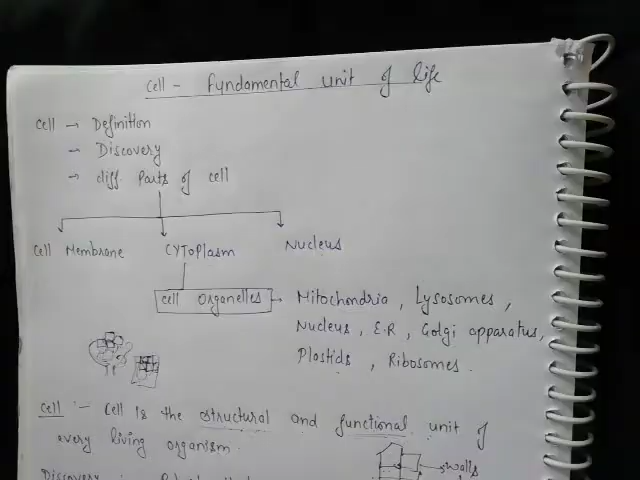 Cell - Fundamental unit of life
Cell → Definition
→ Discovery
→ diff. Parts of cell
Cell Membrane CYToplasm Nucleus
Cell Organelles → Mitochondria, Lysosomes,
Nucleus, E.R, Golgi apparatus,
Plastids, Ribosomes.
Cell :- Cell is the structural and functional unit of
every living organism.
→ walls
Discovery :